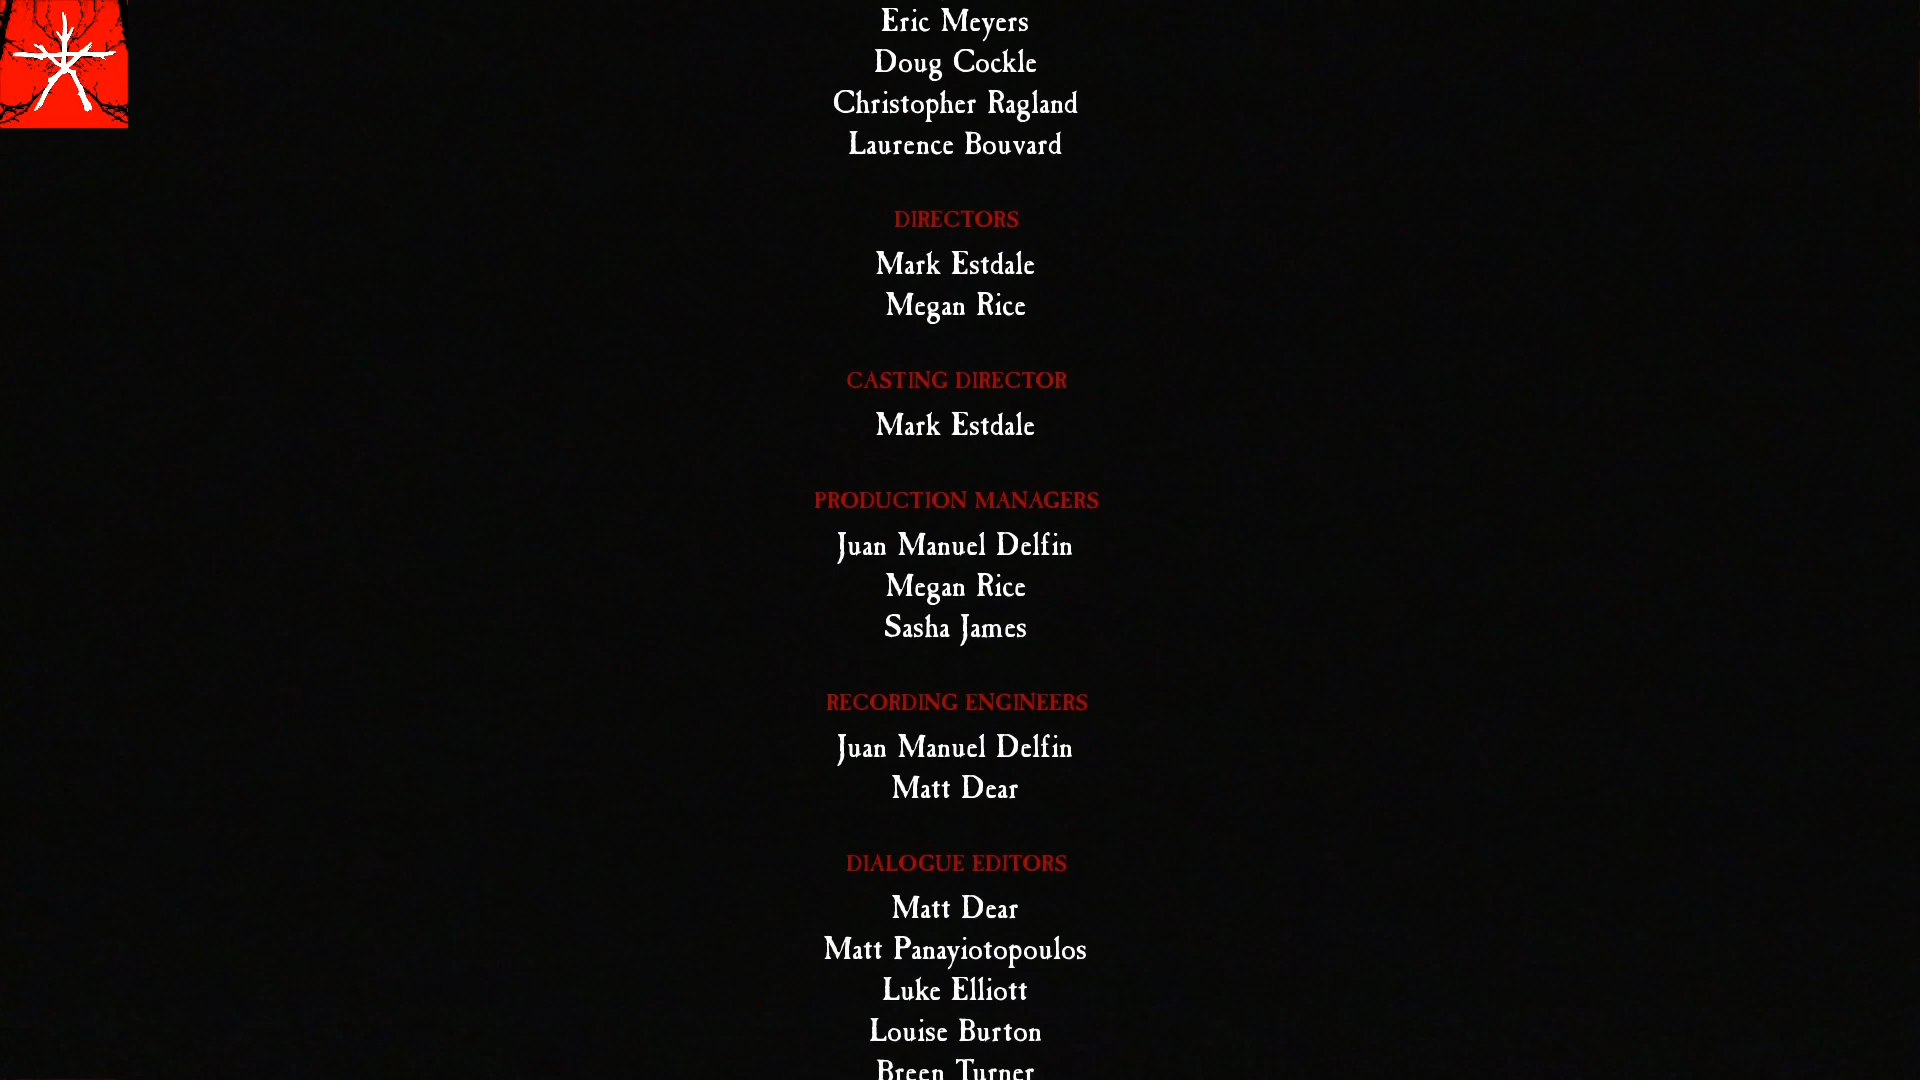 Eric Meyers
Doug Cockle
Christopher Ragland
Laurence Bouvard
DIRECTORS
Mark Estdale
Megan Rice
CASTING DIRECTOR
Mark Estdale
PRODUCTION MANAGERS
Juan Manuel Delfin
Megan Rice
Sasha James
RECORDING ENGINEERS
Juan Manuel Delfin
Matt Dear
DIALOGUE EDITORS
Matt Dear
Matt Panayiotopoulos
Luke Elliott
Louise Burton
Breen Turner